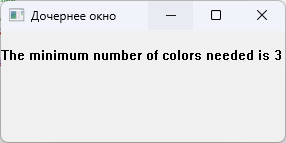 Дочернее окно
The minimum number of colors needed is 3